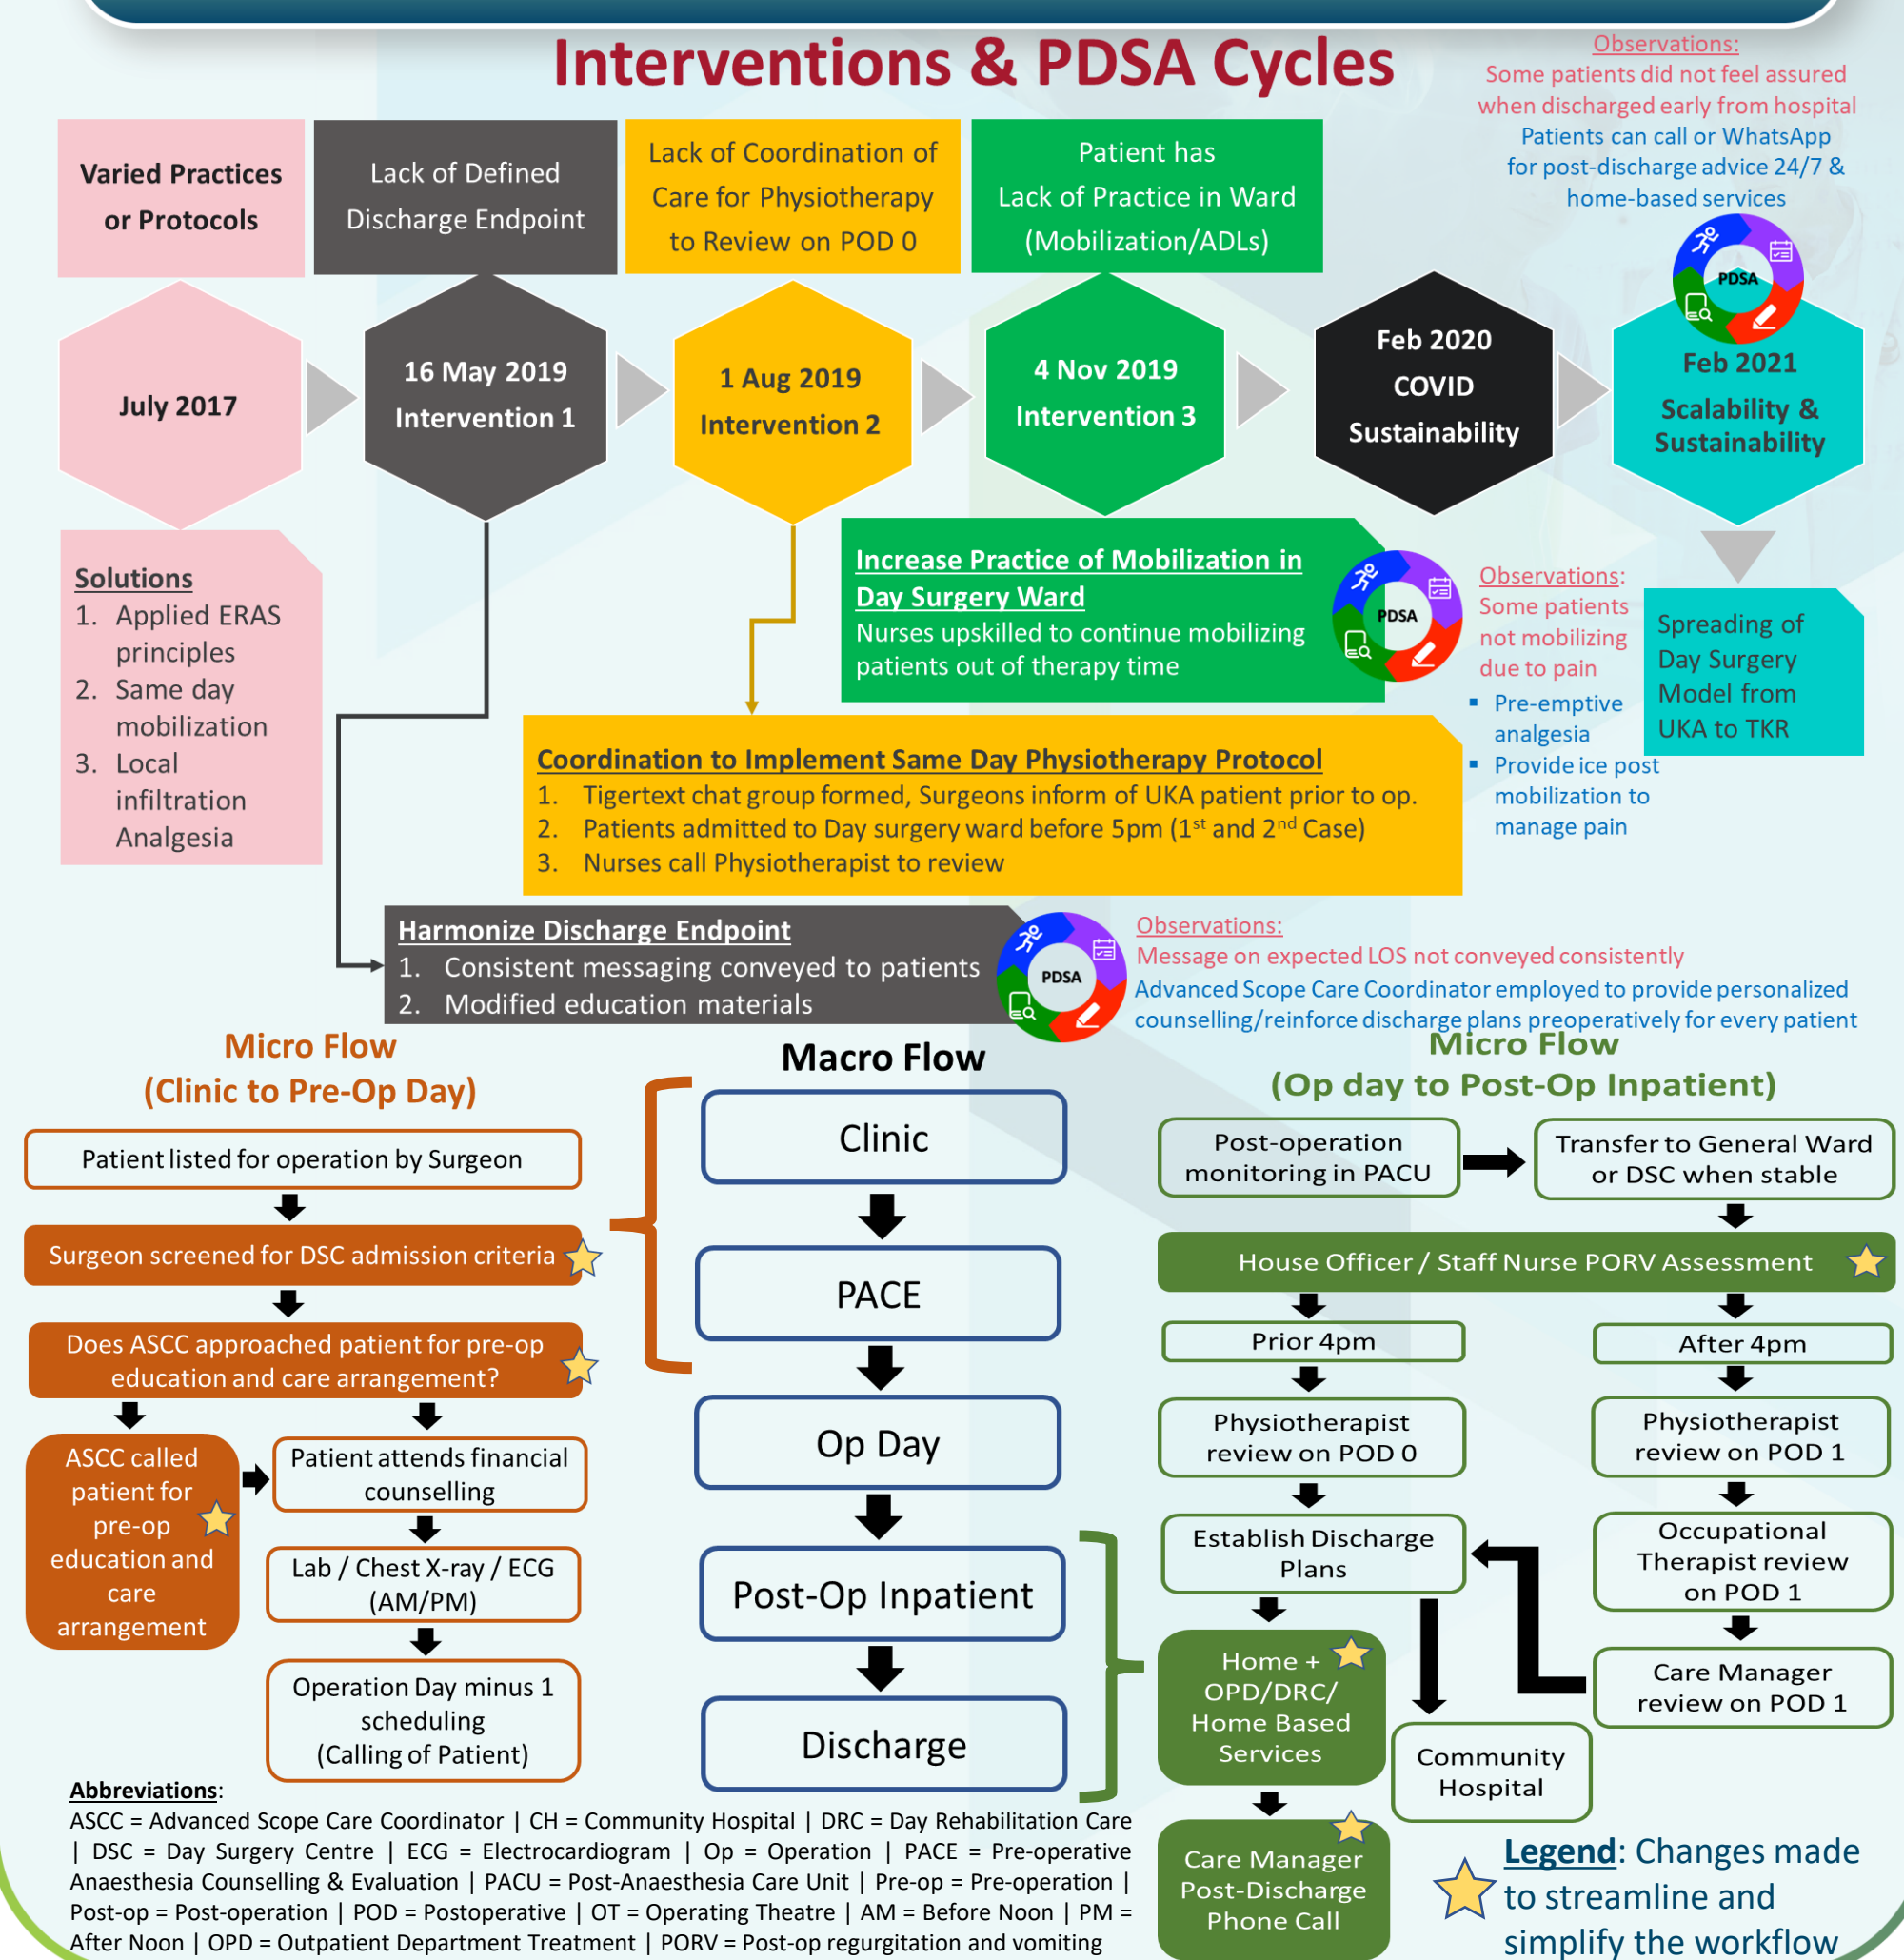 Interventions & PDSA Cycles
Observations:
Some patients did not feel assured
when discharged early from hospital
Patients can call or WhatsApp
for post-discharge advice 24/7 &
home-based services
Varied Practices
or Protocols
Lack of Defined
Discharge Endpoint
Lack of Coordination of
Care for Physiotherapy
to Review on POD 0
Patient has
Lack of Practice in Ward
(Mobilization/ADLs)
PDSA
July 2017
16 May 2019
Intervention 1
1 Aug 2019
Intervention 2
4 Nov 2019
Intervention 3
Feb 2020
COVID
Sustainability
Feb 2021
Scalability &
Sustainability
Solutions
1. Applied ERAS
principles
2. Same day
mobilization
3. Local
infiltration
Analgesia
Increase Practice of Mobilization in
Day Surgery Ward
Nurses upskilled to continue mobilizing
patients out of therapy time
PDSA
Observations:
Some patients
not mobilizing
due to pain
▪ Pre-emptive
analgesia
▪ Provide ice post
mobilization to
manage pain
Spreading of
Day Surgery
Model from
UKA to TKR
Coordination to Implement Same Day Physiotherapy Protocol
1. Tigertext chat group formed, Surgeons inform of UKA patient prior to op.
2. Patients admitted to Day surgery ward before 5pm (1st and 2nd Case)
3. Nurses call Physiotherapist to review
Harmonize Discharge Endpoint
1. Consistent messaging conveyed to patients
2. Modified education materials
PDSA
Observations:
Message on expected LOS not conveyed consistently
Advanced Scope Care Coordinator employed to provide personalized
counselling/reinforce discharge plans preoperatively for every patient
Micro Flow
(Clinic to Pre-Op Day)
Patient listed for operation by Surgeon
Surgeon screened for DSC admission criteria
Does ASCC approached patient for pre-op
education and care arrangement?
ASCC called
patient for
pre-op
education and
care
arrangement
Patient attends financial
counselling
Lab / Chest X-ray / ECG
(AM/PM)
Operation Day minus 1
scheduling
(Calling of Patient)
Macro Flow
Clinic
PACE
Op Day
Post-Op Inpatient
Discharge
Micro Flow
(Op day to Post-Op Inpatient)
Post-operation
monitoring in PACU
Transfer to General Ward
or DSC when stable
House Officer / Staff Nurse PORV Assessment
Prior 4pm
After 4pm
Physiotherapist
review on POD 0
Physiotherapist
review on POD 1
Establish Discharge
Plans
Occupational
Therapist review
on POD 1
Care Manager
review on POD 1
Home +
OPD/DRC/
Home Based
Services
Community
Hospital
Care Manager
Post-Discharge
Phone Call
Abbreviations:
ASCC = Advanced Scope Care Coordinator | CH = Community Hospital | DRC = Day Rehabilitation Care
| DSC = Day Surgery Centre | ECG = Electrocardiogram | Op = Operation | PACE = Pre-operative
Anaesthesia Counselling & Evaluation | PACU = Post-Anaesthesia Care Unit | Pre-op = Pre-operation |
Post-op = Post-operation | POD = Postoperative | OT = Operating Theatre | AM = Before Noon | PM =
After Noon | OPD = Outpatient Department Treatment | PORV = Post-op regurgitation and vomiting
Legend: Changes made
to streamline and
simplify the workflow